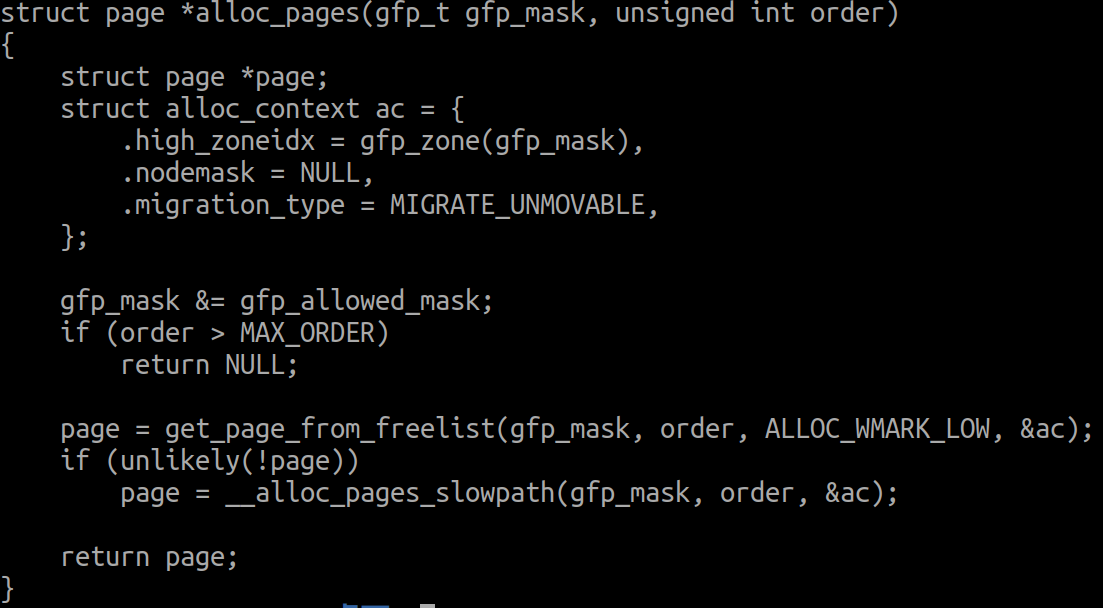 struct page *alloc_pages(gfp_t gfp_mask, unsigned int order)
{
    struct page *page;
    struct alloc_context ac = {
        .high_zoneidx = gfp_zone(gfp_mask),
        .nodemask = NULL,
        .migration_type = MIGRATE_UNMOVABLE,
    };

    gfp_mask &= gfp_allowed_mask;
    if (order > MAX_ORDER)
        return NULL;

    page = get_page_from_freelist(gfp_mask, order, ALLOC_WMARK_LOW, &ac);
    if (unlikely(!page))
        page = __alloc_pages_slowpath(gfp_mask, order, &ac);

    return page;
}